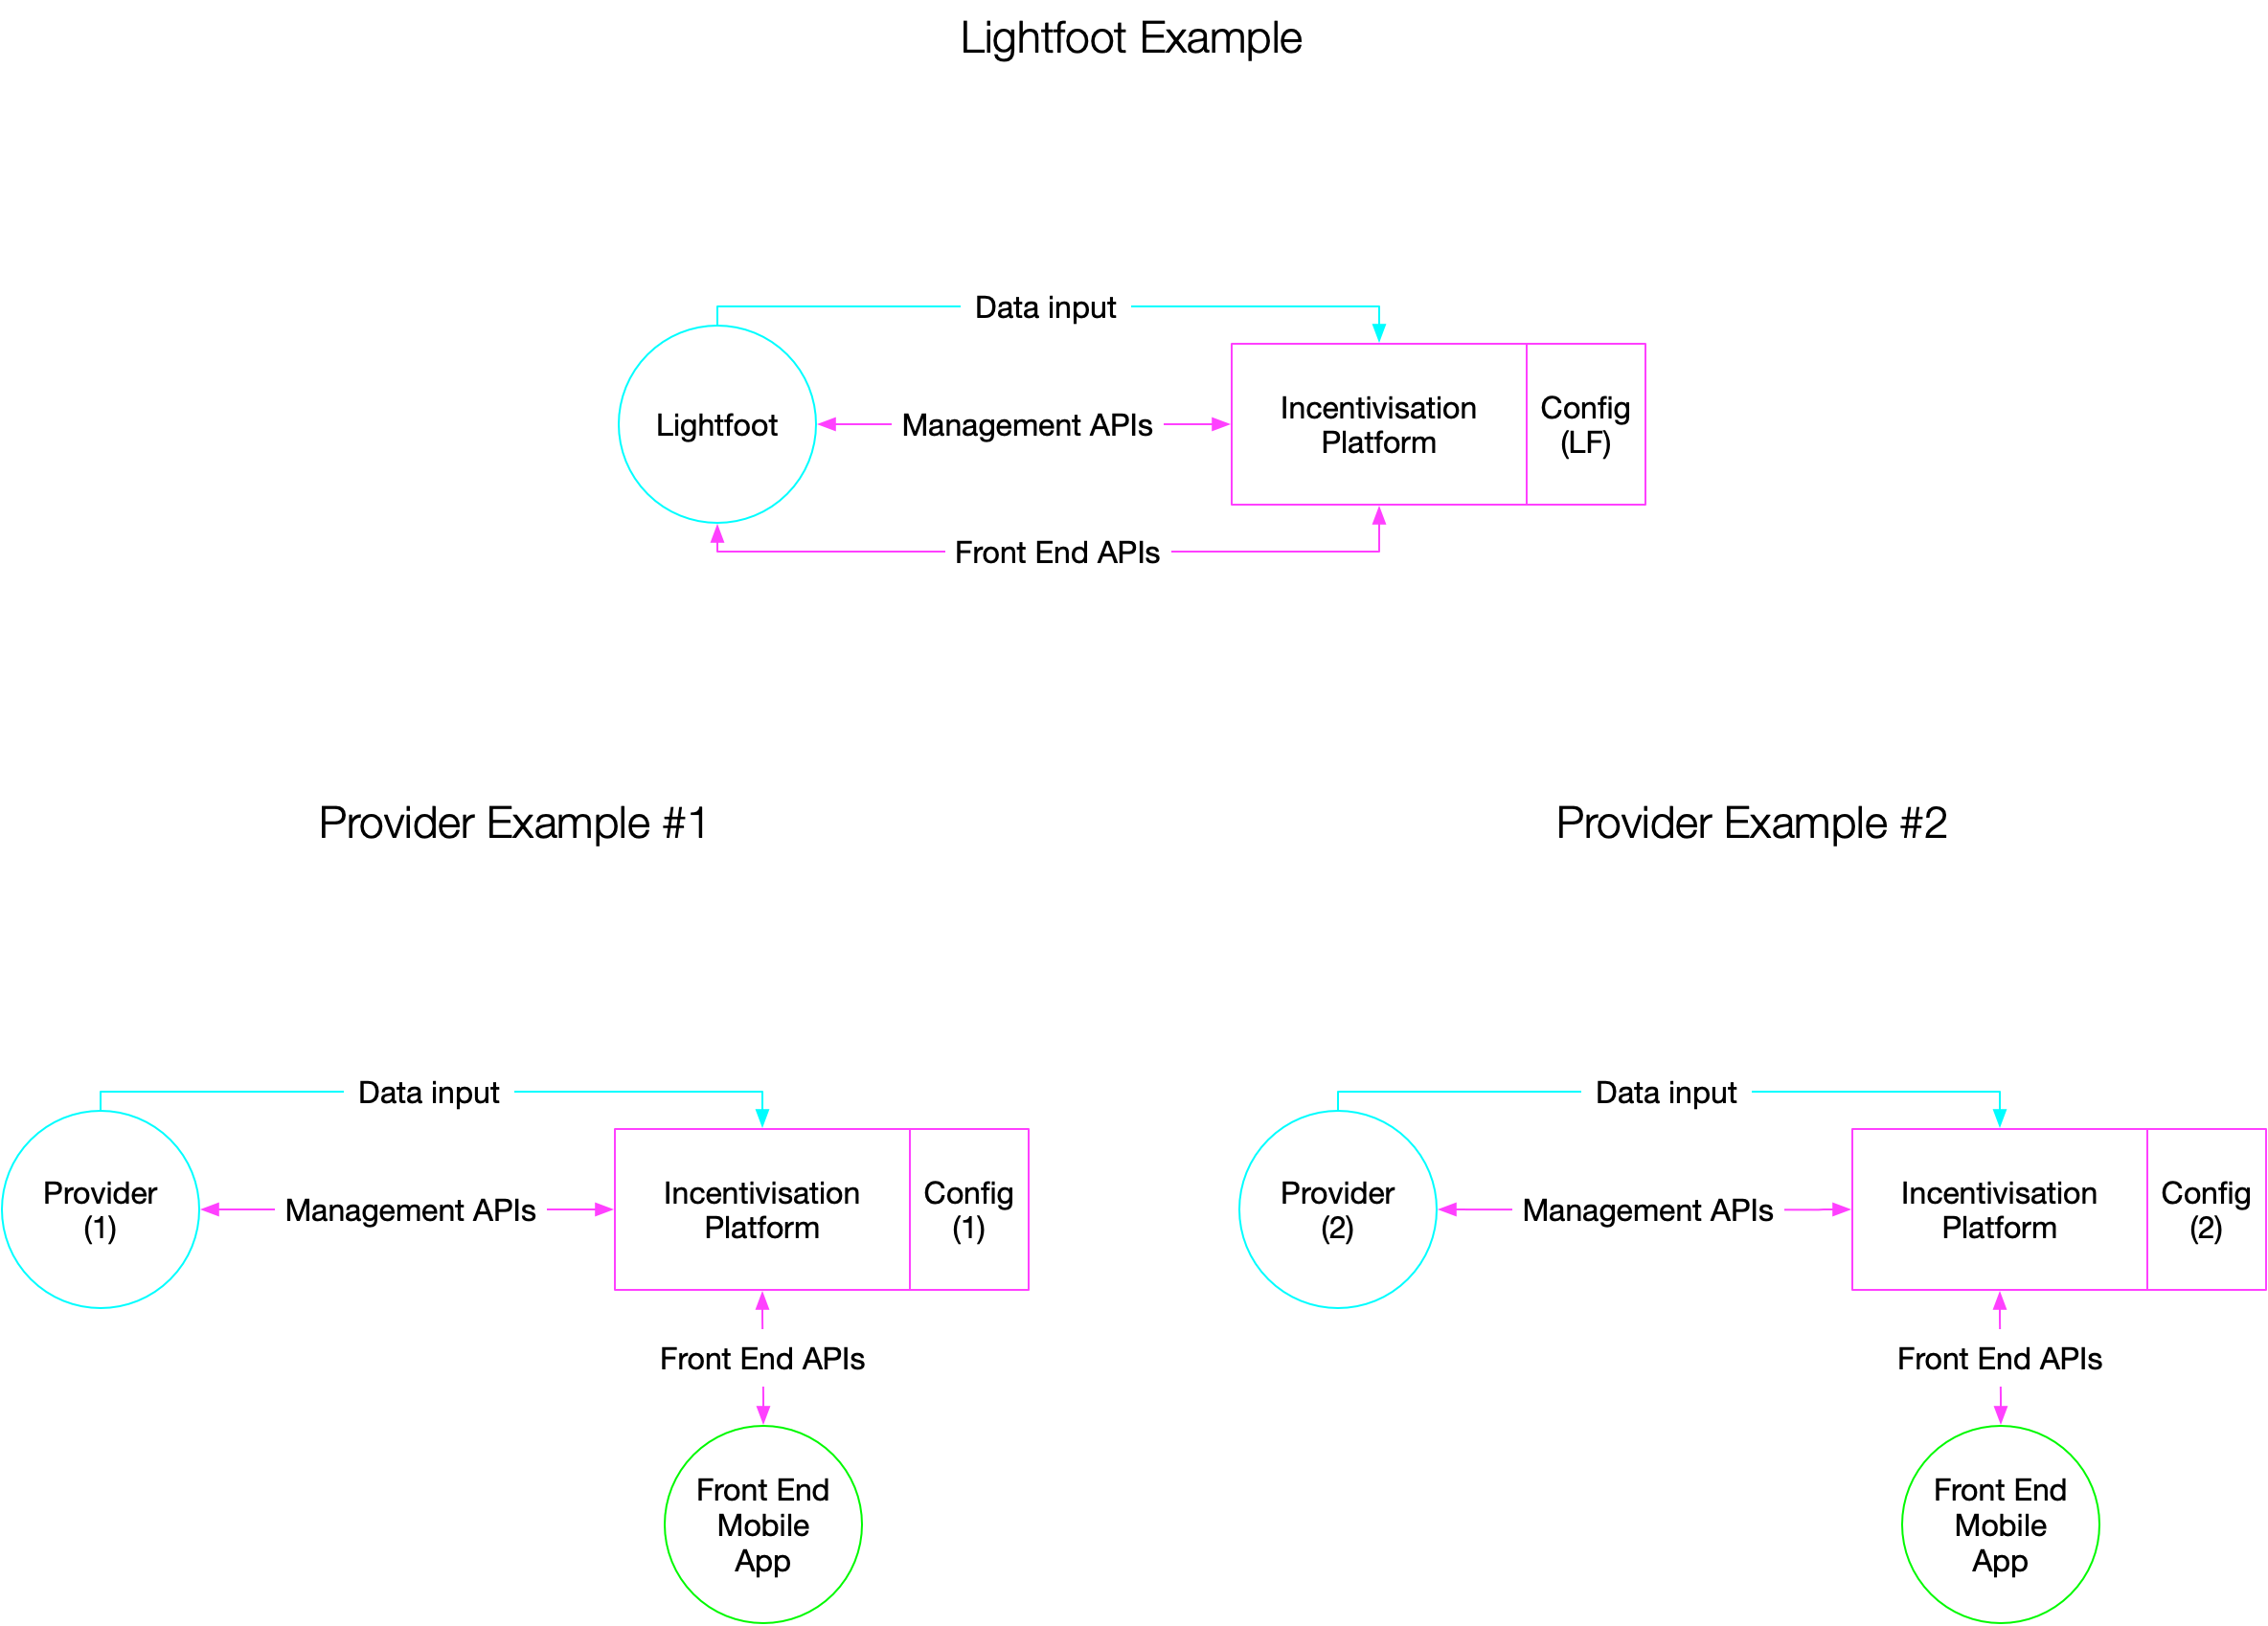 Lightfoot Example
Data input
Lightfoot
Management APIs
Incentivisation
Platform
Config
(LF)
Front End APIs
Provider Example #1
Data input
Provider
(1)
Management APIs
Incentivisation
Platform
Config
(1)
Front End APIs
Front End
Mobile
App
Provider Example #2
Data input
Provider
(2)
Management APIs
Incentivisation
Platform
Config
(2)
Front End APIs
Front End
Mobile
App